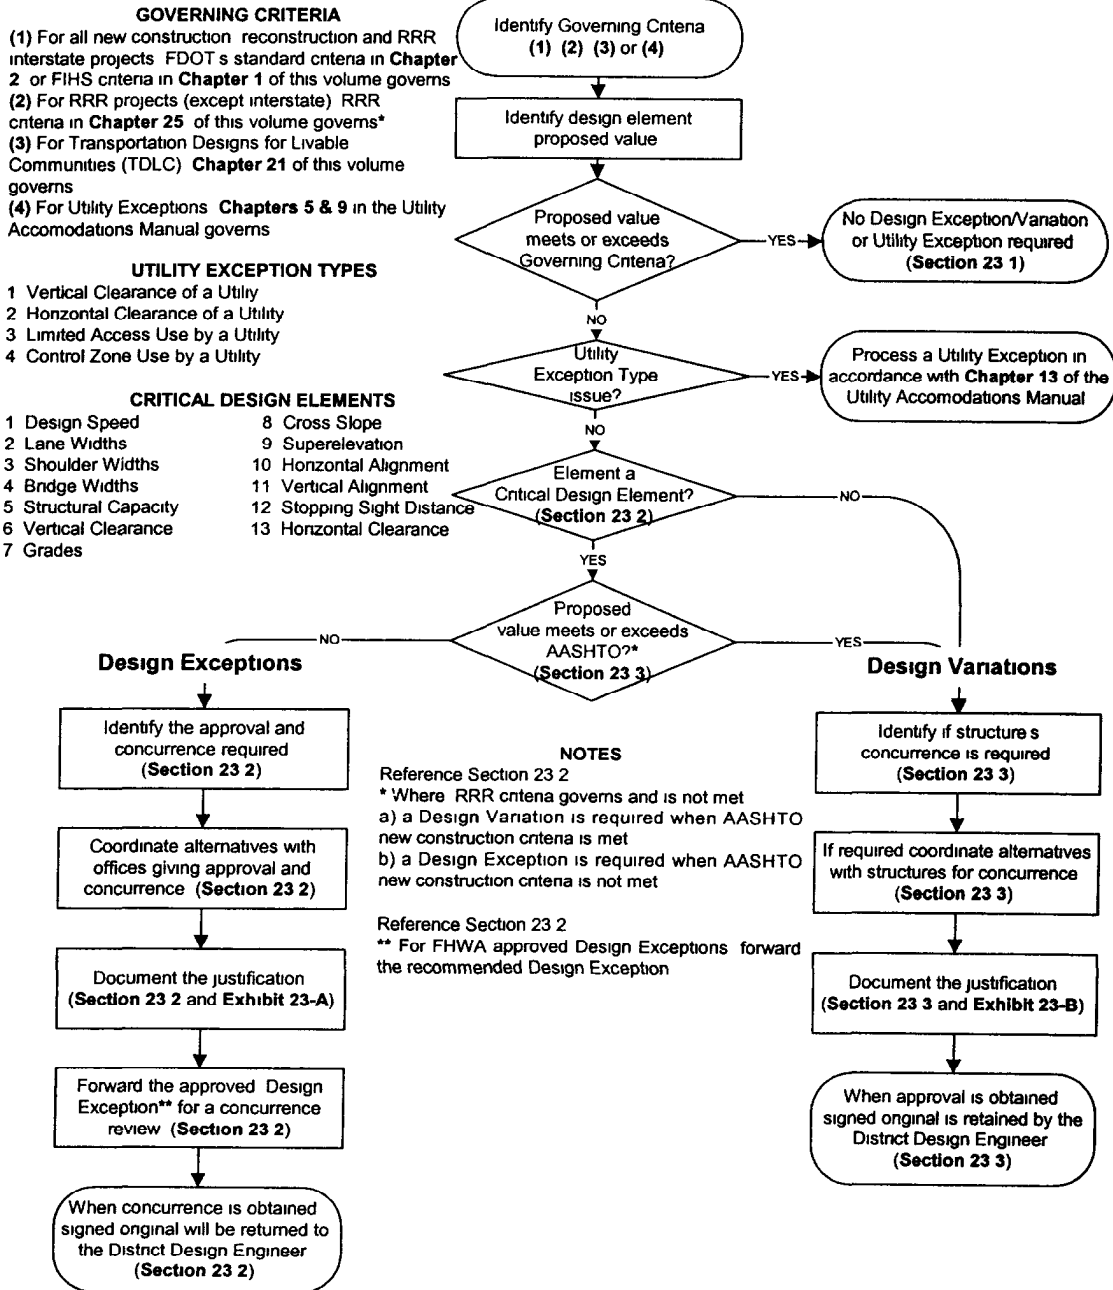 GOVERNING CRITERIA
(1) For all new construction reconstruction and RRR
interstate projects FDOT s standard criteria in Chapter
2 or FIHS criteria in Chapter 1 of this volume governs
(2) For RRR projects (except interstate) RRR
criteria in Chapter 25 of this volume governs*
(3) For Transportation Designs for Livable
Communities (TDLC) Chapter 21 of this volume
governs
(4) For Utility Exceptions Chapters 5 & 9 in the Utility
Accomodations Manual governs
UTILITY EXCEPTION TYPES
1 Vertical Clearance of a Utility
2 Horizontal Clearance of a Utility
3 Limited Access Use by a Utility
4 Control Zone Use by a Utility
CRITICAL DESIGN ELEMENTS
1 Design Speed
2 Lane Widths
3 Shoulder Widths
4 Bridge Widths
5 Structural Capacity
6 Vertical Clearance
7 Grades
8 Cross Slope
9 Superelevation
10 Horizontal Alignment
11 Vertical Alignment
12 Stopping Sight Distance
13 Horizontal Clearance
Identify Governing Criteria
(1) (2) (3) or (4)
Identify design element
proposed value
Proposed value
meets or exceeds
Governing Criteria?
YES
No Design Exception/Variation
or Utility Exception required
(Section 23 1)
NO
Utility
Exception Type
issue?
YES
Process a Utility Exception in
accordance with Chapter 13 of the
Utility Accomodations Manual
NO
Element a
Critical Design Element?
(Section 23 2)
NO
YES
Proposed
value meets or exceeds
AASHTO?*
(Section 23 3)
NO
YES
Design Exceptions
Identify the approval and
concurrence required
(Section 23 2)
Coordinate alternatives with
offices giving approval and
concurrence (Section 23 2)
Document the justification
(Section 23 2 and Exhibit 23-A)
Forward the approved Design
Exception** for a concurrence
review (Section 23 2)
When concurrence is obtained
signed original will be returned to
the District Design Engineer
(Section 23 2)
NOTES
Reference Section 23 2
* Where RRR criteria governs and is not met
a) a Design Variation is required when AASHTO
new construction criteria is met
b) a Design Exception is required when AASHTO
new construction criteria is not met
Reference Section 23 2
** For FHWA approved Design Exceptions forward
the recommended Design Exception
Design Variations
Identify if structure s
concurrence is required
(Section 23 3)
If required coordinate alternatives
with structures for concurrence
(Section 23 3)
Document the justification
(Section 23 3 and Exhibit 23-B)
When approval is obtained
signed original is retained by the
District Design Engineer
(Section 23 3)